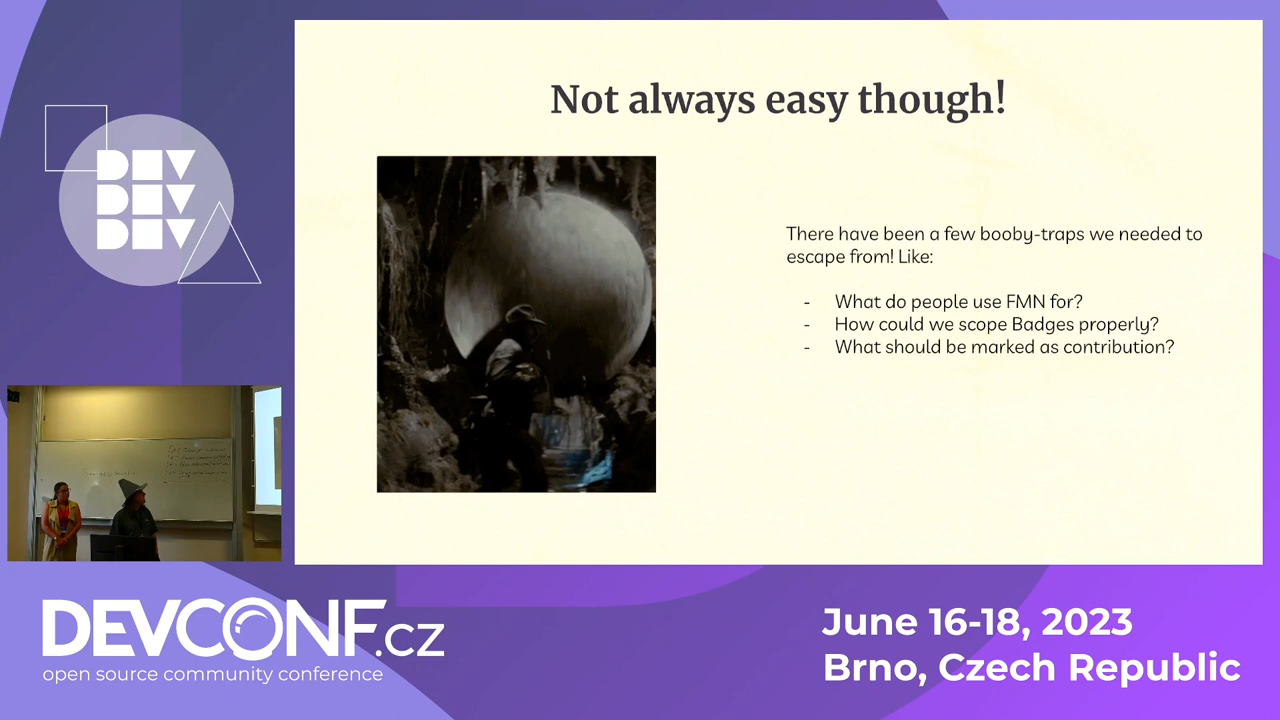 Not always easy though!
There have been a few booby-traps we needed to
escape from! Like:
- What do people use FMN for?
- How could we scope Badges properly?
- What should be marked as contribution?
DEV
DEV
DEV
DEVCONF.cz
open source community conference
June 16-18, 2023
Brno, Czech Republic